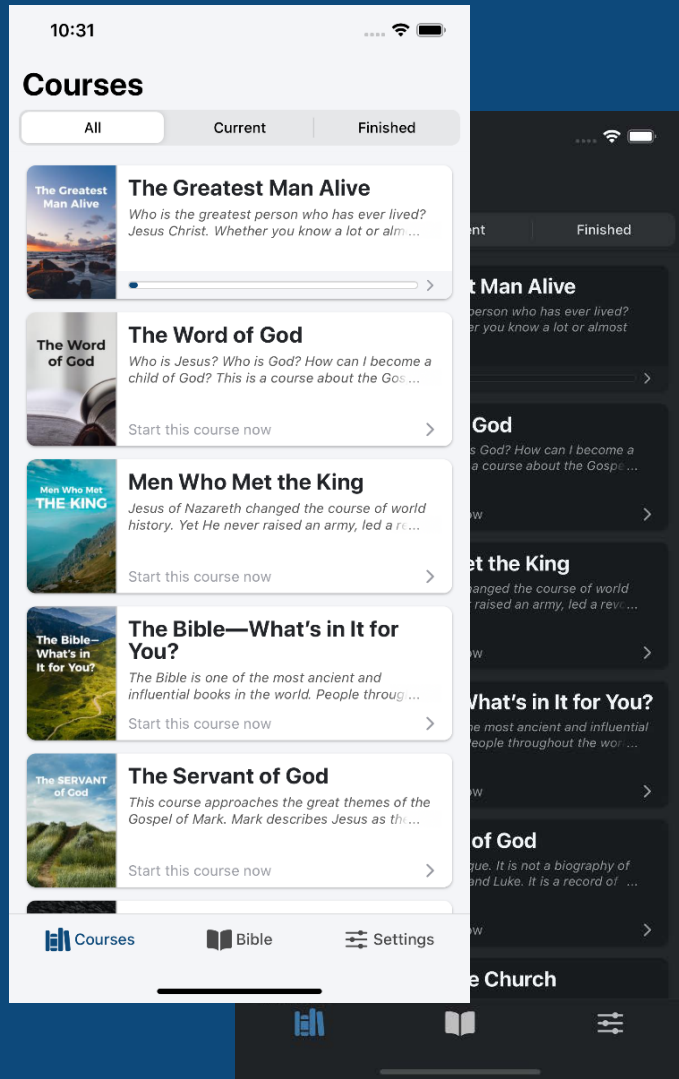 10:31
Courses
All
Current
Finished
The Greatest
Man Alive
The Greatest Man Alive
Who is the greatest person who has ever lived?
Jesus Christ. Whether you know a lot or alm...
The Word
of God
The Word of God
Who is Jesus? Who is God? How can I become a
child of God? This is a course about the Gos...
Start this course now
Men Who Met
THE KING
Men Who Met the King
Jesus of Nazareth changed the course of world
history. Yet He never raised an army, led a re...
Start this course now
The Bible—
What's in
It for You?
The Bible—What's in It for
You?
The Bible is one of the most ancient and
influential books in the world. People throug...
Start this course now
The SERVANT
of God
The Servant of God
This course approaches the great themes of the
Gospel of Mark. Mark describes Jesus as the...
Start this course now
Courses
Bible
Settings
ent
Finished
t Man Alive
person who has ever lived?
er you know a lot or almost
God
s God? How can I become a
a course about the Gospe...
ow
et the King
hanged the course of world
raised an army, led a revo...
ow
What's in It for You?
he most ancient and influential
People throughout the wor...
ow
of God
que. It is not a biography of
and Luke. It is a record of ...
ow
e Church